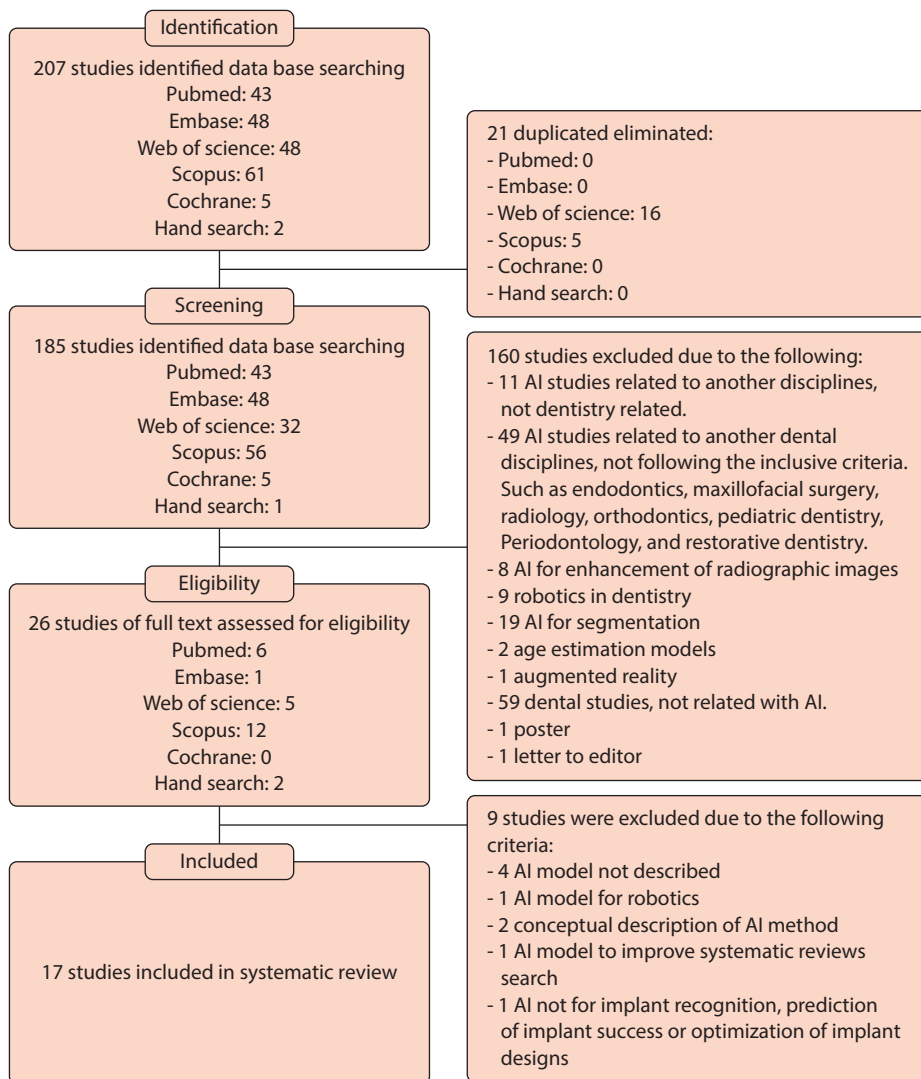 Identification
207 studies identified data base searching
Pubmed: 43
Embase: 48
Web of science: 48
Scopus: 61
Cochrane: 5
Hand search: 2
21 duplicated eliminated:
- Pubmed: 0
- Embase: 0
- Web of science: 16
- Scopus: 5
- Cochrane: 0
- Hand search: 0
Screening
185 studies identified data base searching
Pubmed: 43
Embase: 48
Web of science: 32
Scopus: 56
Cochrane: 5
Hand search: 1
160 studies excluded due to the following:
- 11 AI studies related to another disciplines,
not dentistry related.
- 49 AI studies related to another dental
disciplines, not following the inclusive criteria.
Such as endodontics, maxillofacial surgery,
radiology, orthodontics, pediatric dentistry,
Periodontology, and restorative dentistry.
- 8 AI for enhancement of radiographic images
- 9 robotics in dentistry
- 19 AI for segmentation
- 2 age estimation models
- 1 augmented reality
- 59 dental studies, not related with AI.
- 1 poster
- 1 letter to editor
Eligibility
26 studies of full text assessed for eligibility
Pubmed: 6
Embase: 1
Web of science: 5
Scopus: 12
Cochrane: 0
Hand search: 2
9 studies were excluded due to the following
criteria:
- 4 AI model not described
- 1 AI model for robotics
- 2 conceptual description of AI method
- 1 AI model to improve systematic reviews
search
- 1 AI not for implant recognition, prediction
of implant success or optimization of implant
designs
Included
17 studies included in systematic review